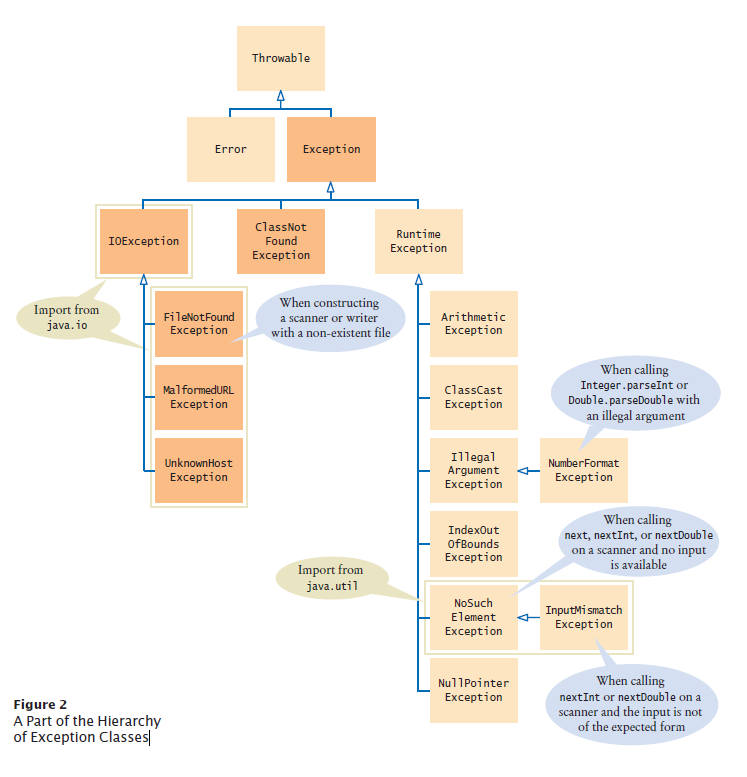 Throwable
Error
Exception
IOException
ClassNot
Found
Exception
Runtime
Exception
Import from
java.io
FileNotFound
Exception
When constructing
a scanner or writer
with a non-existent file
Arithmetic
Exception
MalformedURL
Exception
ClassCast
Exception
When calling
Integer.parseInt or
Double.parseDouble with
an illegal argument
UnknownHost
Exception
Illegal
Argument
Exception
NumberFormat
Exception
IndexOut
OfBounds
Exception
When calling
next, nextInt, or nextDouble
on a scanner and no input
is available
Import from
java.util
NoSuch
Element
Exception
InputMismatch
Exception
NullPointer
Exception
When calling
nextInt or nextDouble on a
scanner and the input is not
of the expected form
Figure 2
A Part of the Hierarchy
of Exception Classes